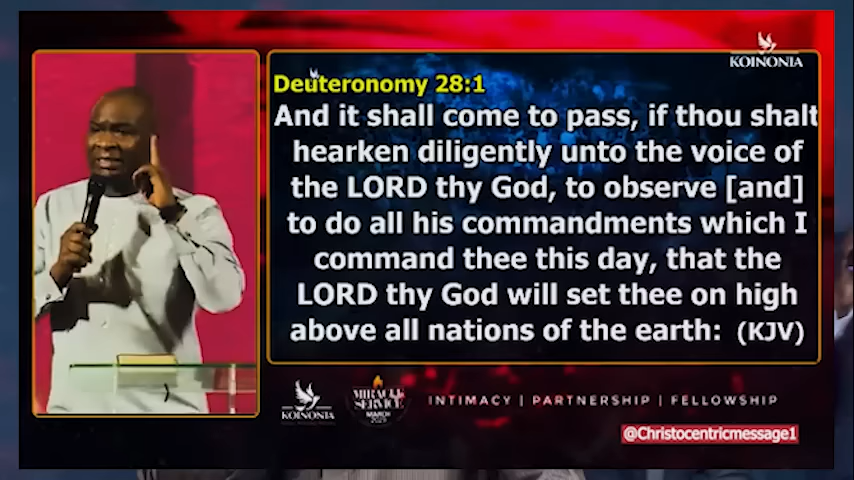 KOINONIA
Deuteronomy 28:1
And it shall come to pass, if thou shalt
hearken diligently unto the voice of
the LORD thy God, to observe [and]
to do all his commandments which I
command thee this day, that the
LORD thy God will set thee on high
above all nations of the earth: (KJV)
KOINONIA
MIRACLE
SERVICE
MARCH
INTIMACY | PARTNERSHIP | FELLOWSHIP
@Christocentricmessage1